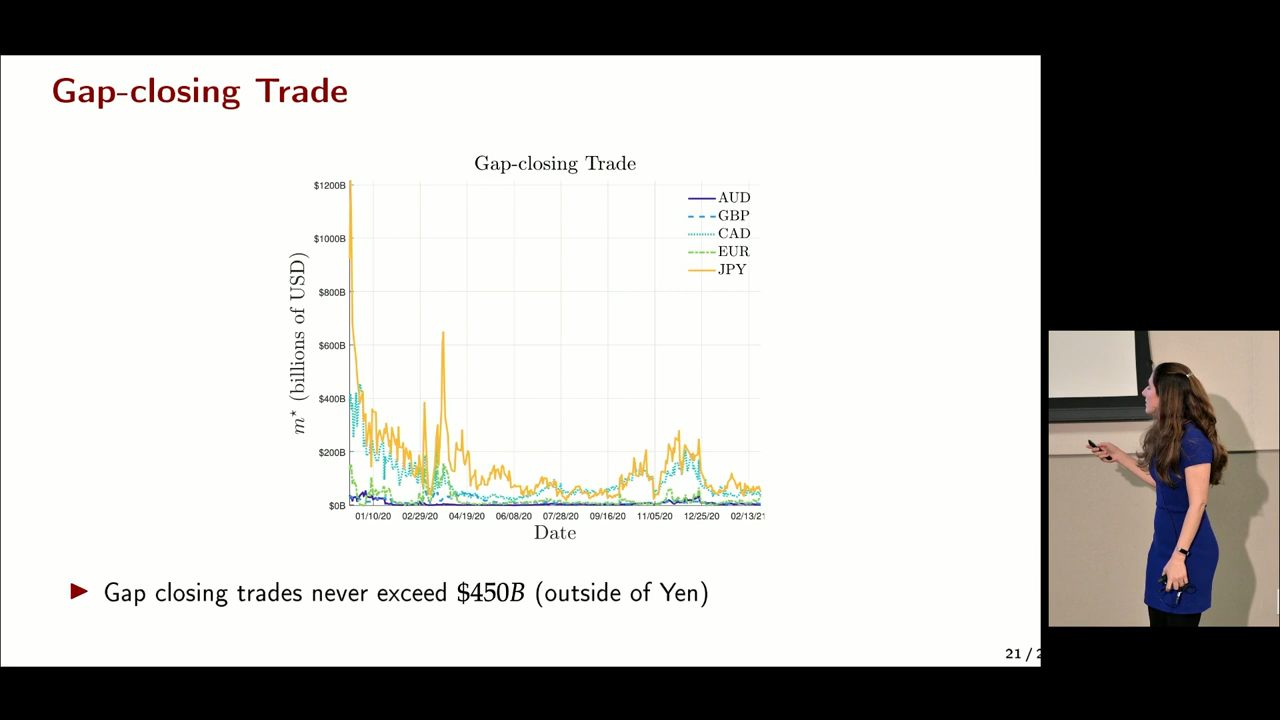 Gap-closing Trade
Gap-closing Trade
$1200B
$1000B
$800B
$600B
$400B
$200B
$0B
m* (billions of USD)
AUD
GBP
CAD
EUR
JPY
01/10/20 02/29/20 04/19/20 06/08/20 07/28/20 09/16/20 11/05/20 12/25/20 02/13/21
Date
► Gap closing trades never exceed $450B (outside of Yen)
21 / 2